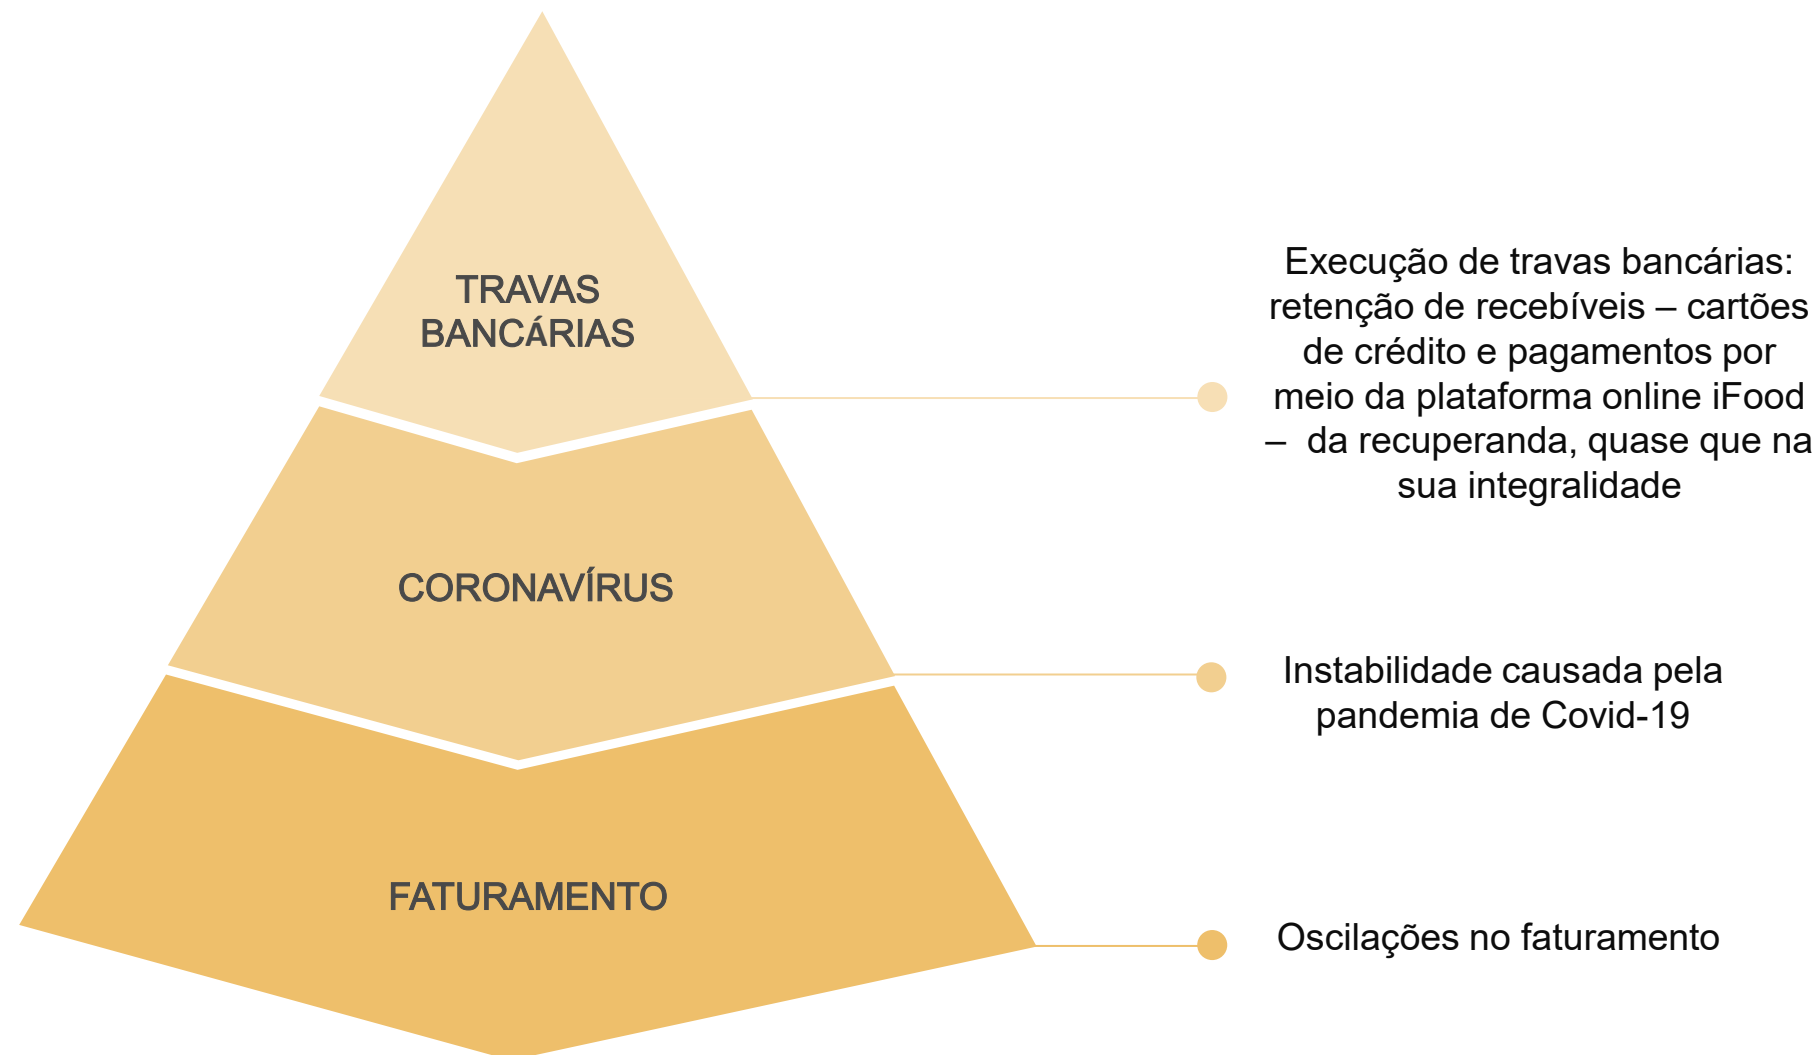 TRAVAS
BANCÁRIAS
Execução de travas bancárias:
retenção de recebíveis – cartões
de crédito e pagamentos por
meio da plataforma online iFood
– da recuperanda, quase que na
sua integralidade
CORONAVÍRUS
Instabilidade causada pela
pandemia de Covid-19
FATURAMENTO
Oscilações no faturamento